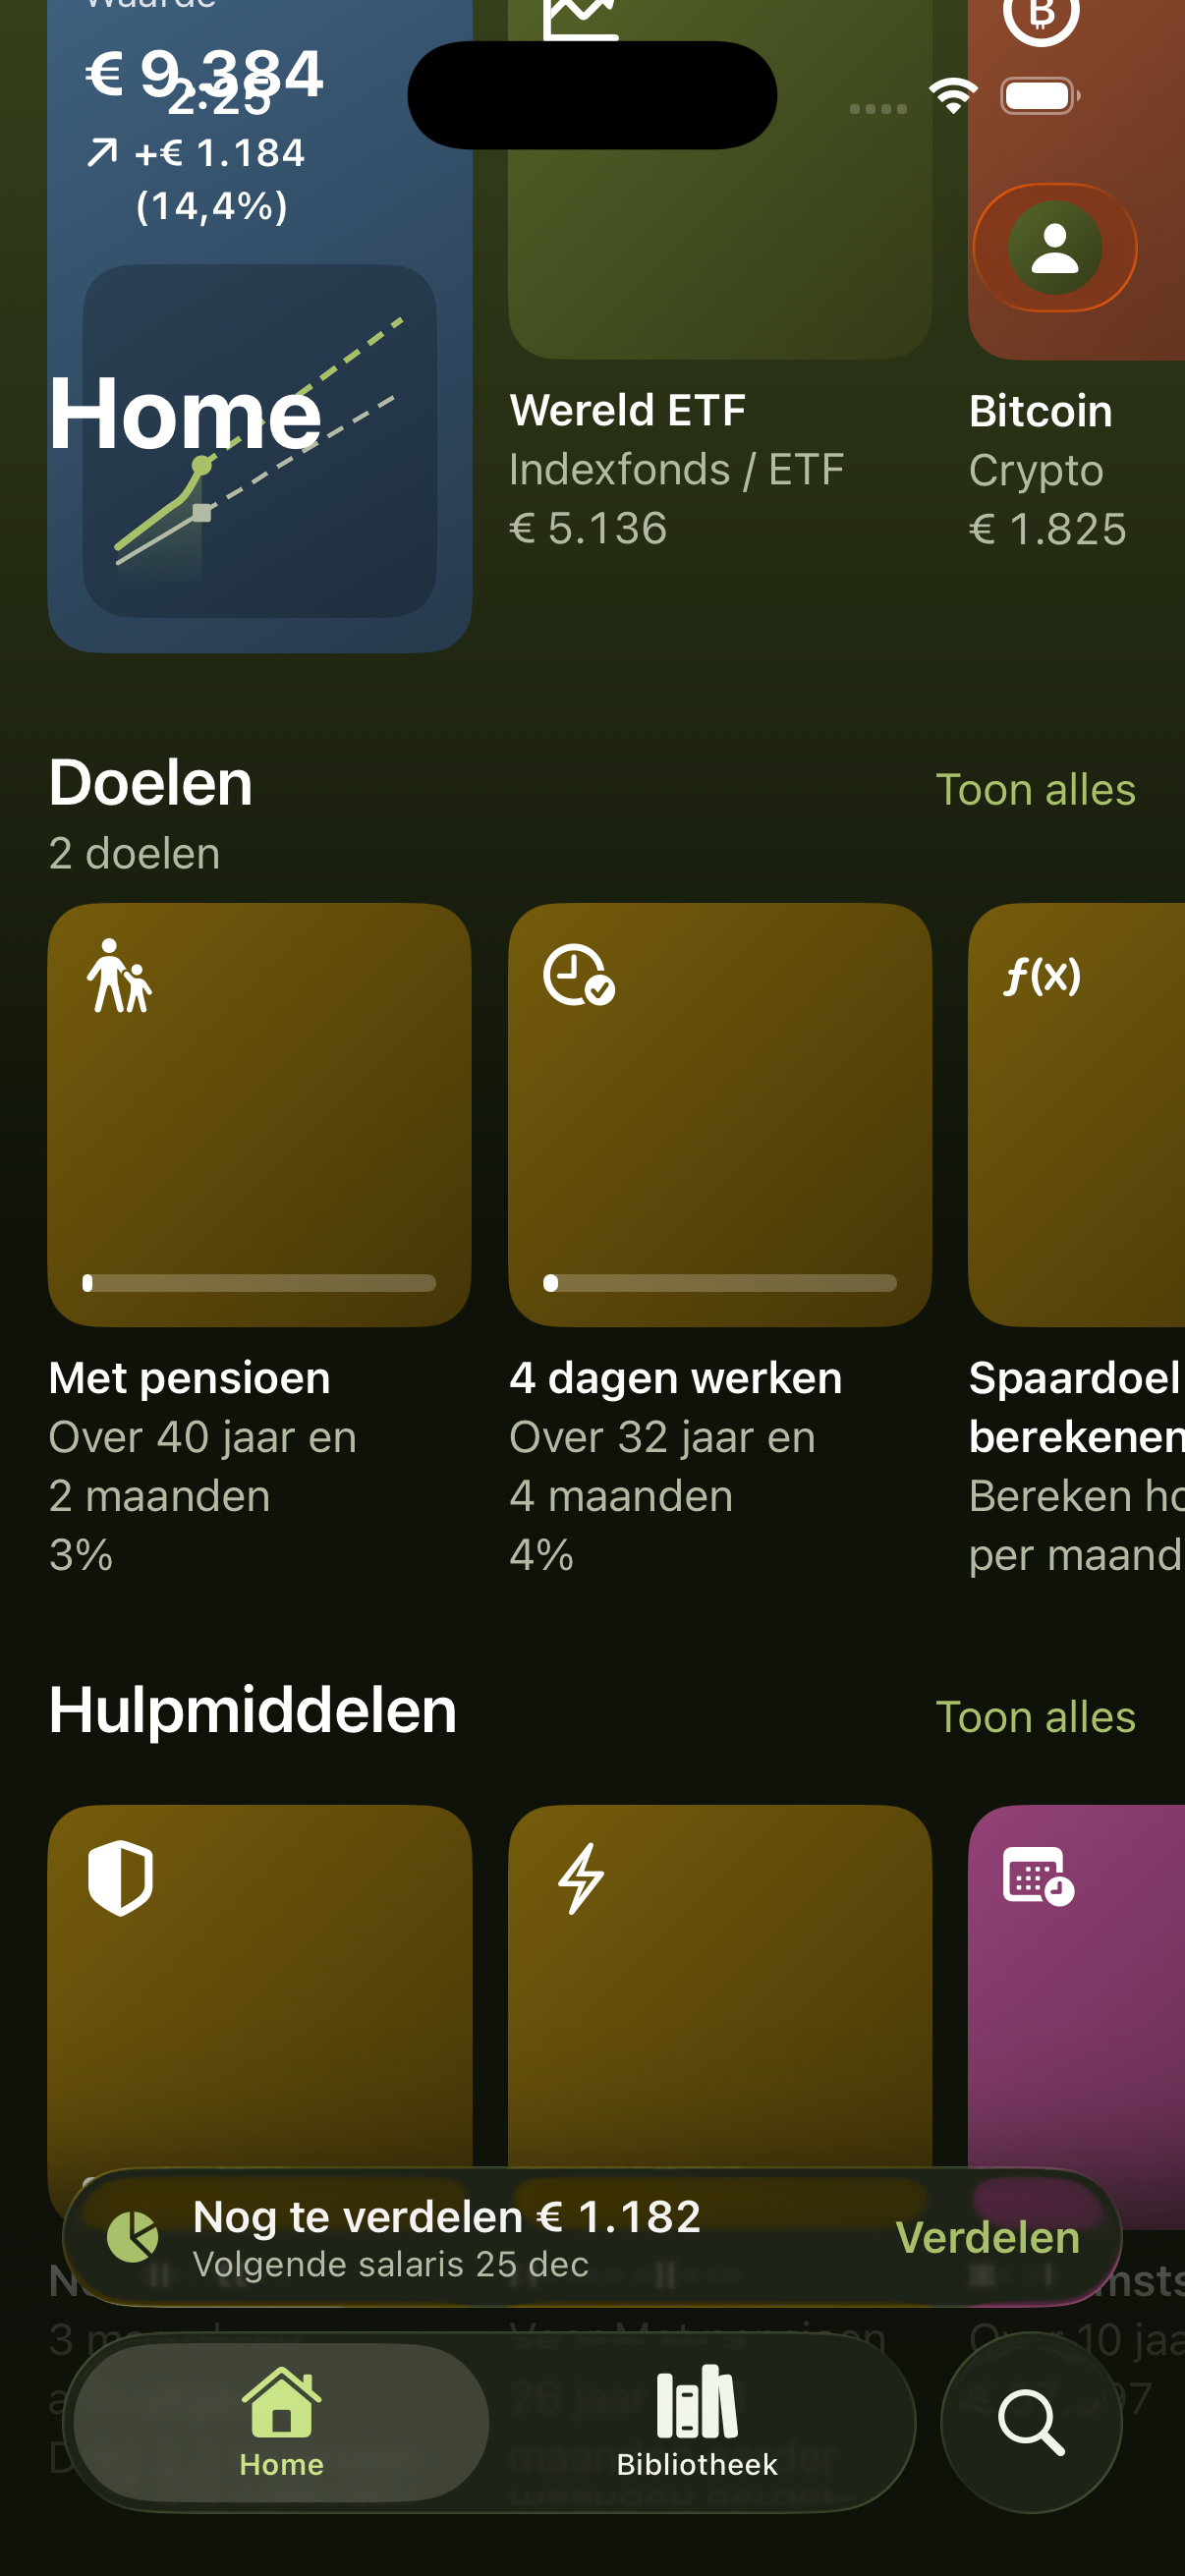 Waarde
€ 9.384
2:25
+€ 1.184
(14,4%)
Home
Wereld ETF
Indexfonds / ETF
€ 5.136
Bitcoin
Crypto
€ 1.825
Doelen
Toon alles
2 doelen
f(x)
Met pensioen
Over 40 jaar en
2 maanden
3%
4 dagen werken
Over 32 jaar en
4 maanden
4%
Spaardoel
berekenen
Bereken ho
per maand
Hulpmiddelen
Toon alles
Nog te verdelen € 1.182
Volgende salaris 25 dec
Verdelen
Home
Bibliotheek